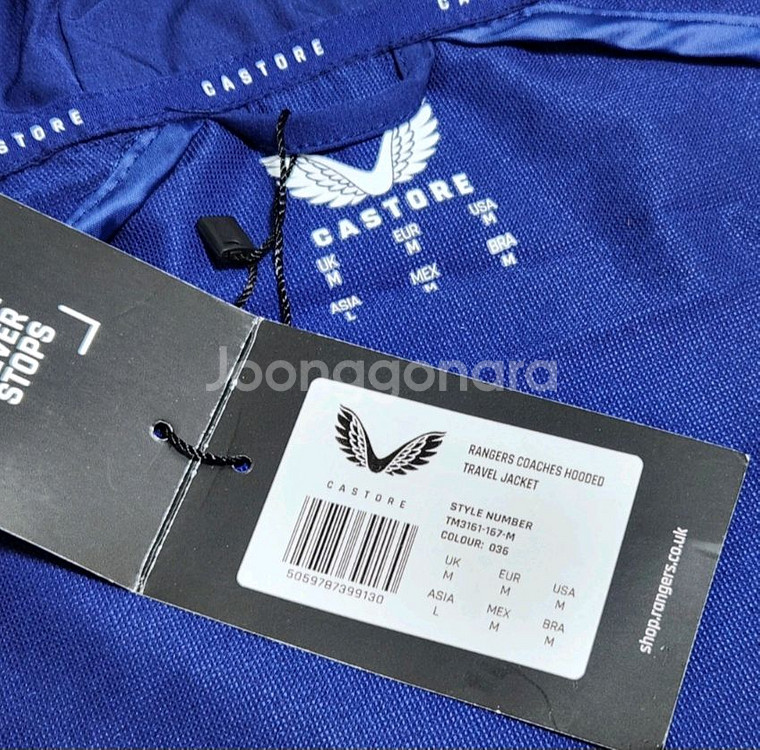 CASTORE
CASTORE
UK
M
EUR
M
USA
M
ASIA
L
MEX
M
BRA
M
STOPS
Joonggonara
CASTORE
RANGERS COACHES HOODED
TRAVEL JACKET
STYLE NUMBER
TM3161-167-M
COLOUR: 036
5059787399130
UK
M
EUR
M
USA
M
ASIA
L
MEX
M
BRA
M
shop.rangers.co.uk